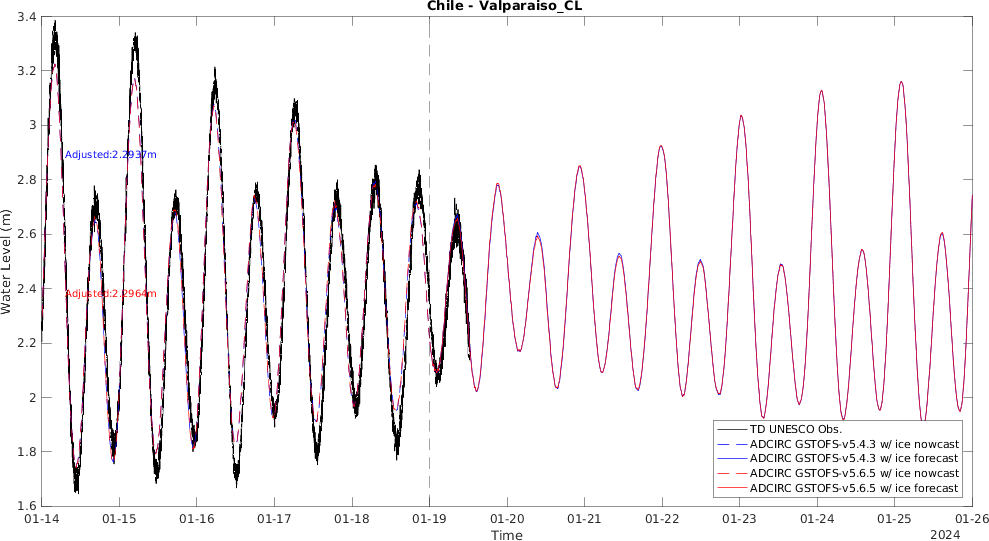 Chile - Valparaiso_CL
3.4
3.2
3
2.8
2.6
2.4
2.2
2
1.8
1.6
Water Level (m)
Adjusted:2.2937m
Adjusted:2.2964m
TD UNESCO Obs.
ADCIRC GSTOFS-v5.4.3 w/ ice nowcast
ADCIRC GSTOFS-v5.4.3 w/ ice forecast
ADCIRC GSTOFS-v5.6.5 w/ ice nowcast
ADCIRC GSTOFS-v5.6.5 w/ ice forecast
01-14 01-15 01-16 01-17 01-18 01-19 01-20 01-21 01-22 01-23 01-24 01-25 01-26
Time
2024